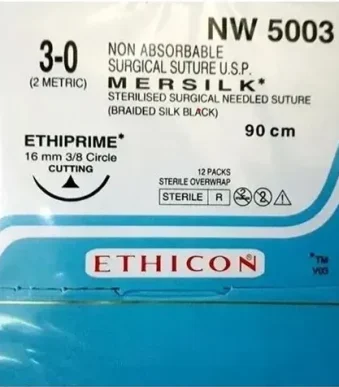 NW 5003
3-0
(2 METRIC)
NON ABSORBABLE
SURGICAL SUTURE U.S.P.
MERSILK*
STERILISED SURGICAL NEEDLED SUTURE
(BRAIDED SILK BLACK)
90 cm
ETHIPRIME*
16 mm 3/8 Circle
CUTTING
12 PACKS
STERILE OVERWRAP
STERILE R
ETHICON®
*TM